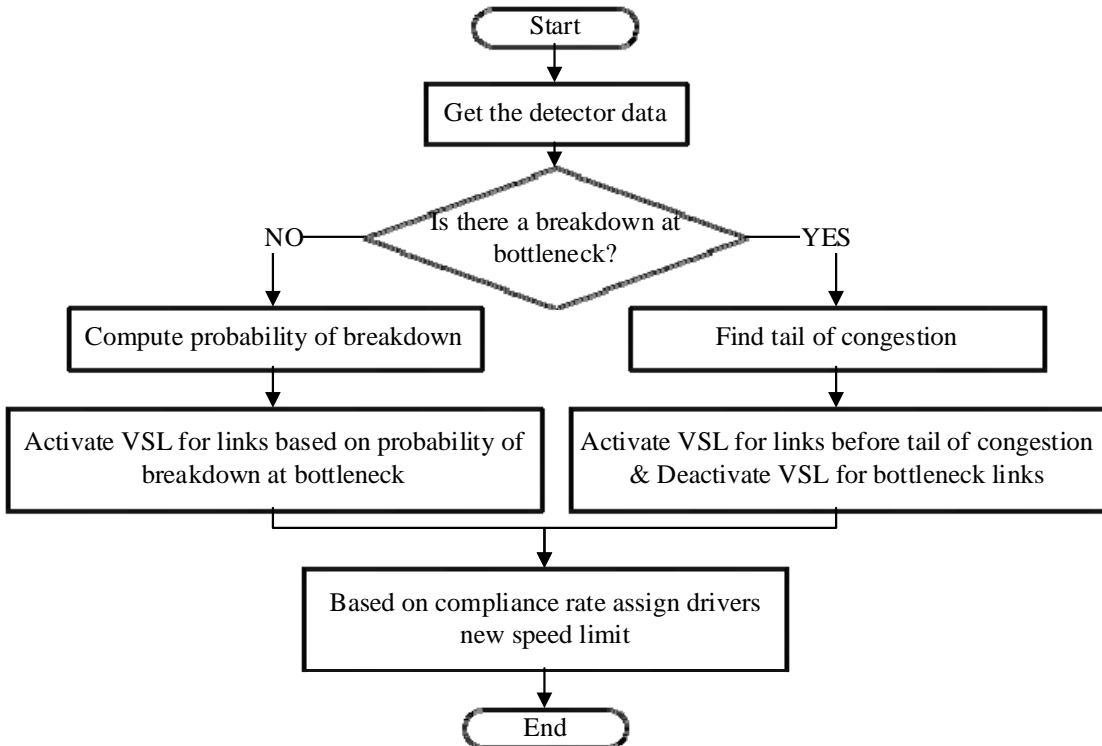 Start
Get the detector data
Is there a breakdown at
bottleneck?
NO
YES
Compute probability of breakdown
Find tail of congestion
Activate VSL for links based on probability of
breakdown at bottleneck
Activate VSL for links before tail of congestion
& Deactivate VSL for bottleneck links
Based on compliance rate assign drivers
new speed limit
End